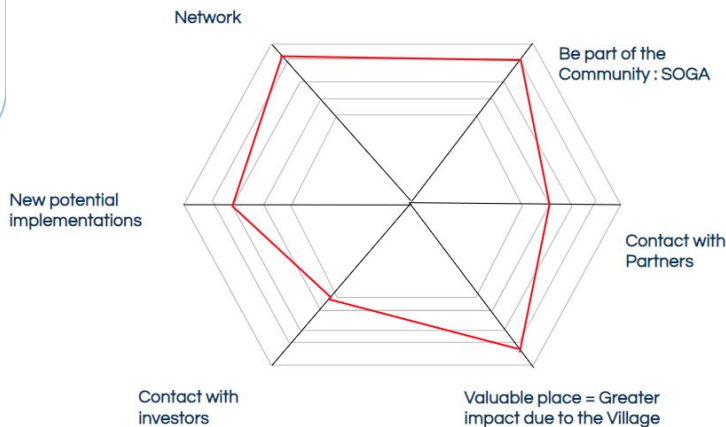 Network
Be part of the
Community : SOGA
New potential
implementations
Contact with
Partners
Contact with
investors
Valuable place = Greater
impact due to the Village